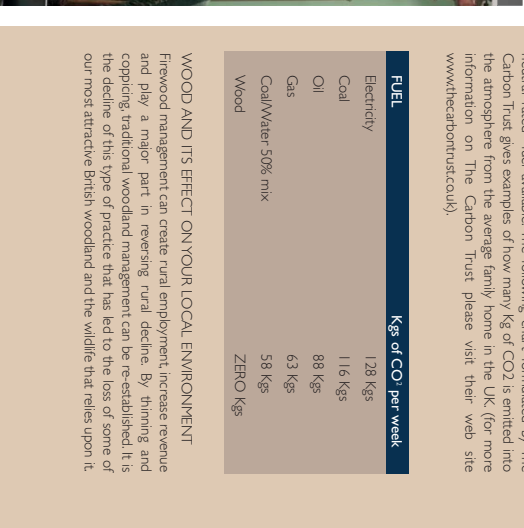 Carbon Trust gives examples of how many Kg of CO2 is emitted into
the atmosphere from the average family home in the UK (for more
information on The Carbon Trust please visit their web site
www.thecarbontrust.co.uk).
FUEL Kgs of CO² per week
Electricity 128 Kgs
Coal 116 Kgs
Oil 88 Kgs
Gas 63 Kgs
Coal/Water 50% mix 58 Kgs
Wood ZERO Kgs
WOOD AND IT'S EFFECT ON YOUR LOCAL ENVIRONMENT
Firewood management can create rural employment, increase revenue
and play a major part in reversing rural decline. By thinning and
coppicing, traditional woodland management can be re-established. It is
the decline of this type of practice that has led to the loss of some of
our most attractive British woodland and the wildlife that relies upon it.